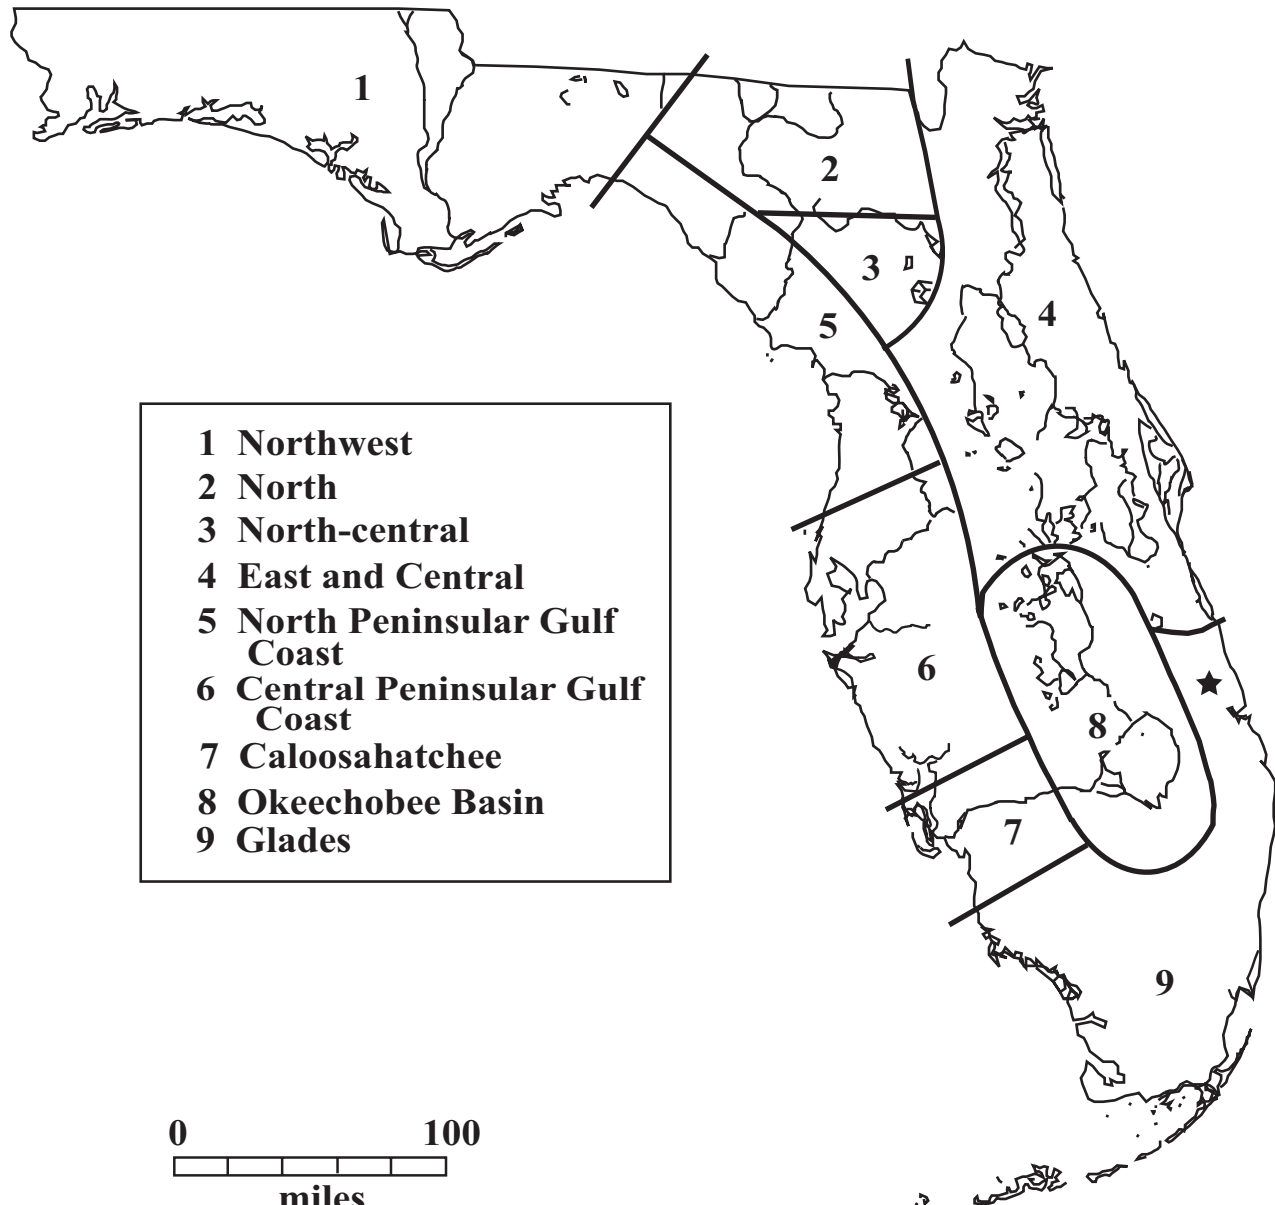 1
2
3
4
5
1 Northwest
2 North
3 North-central
4 East and Central
5 North Peninsular Gulf
Coast
6 Central Peninsular Gulf
Coast
7 Caloosahatchee
8 Okeechobee Basin
9 Glades
6
8
7
9
0 100
miles